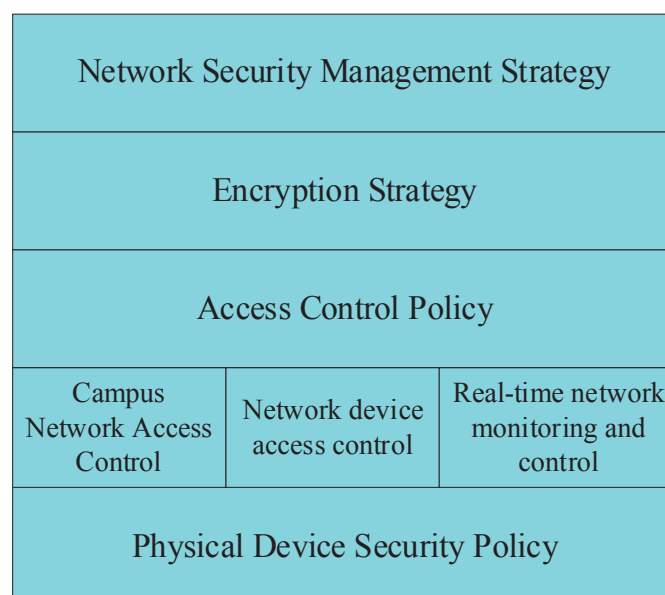 Network Security Management Strategy
Encryption Strategy
Access Control Policy
Campus
Network Access
Control
Network device
access control
Real-time network
monitoring and
control
Physical Device Security Policy